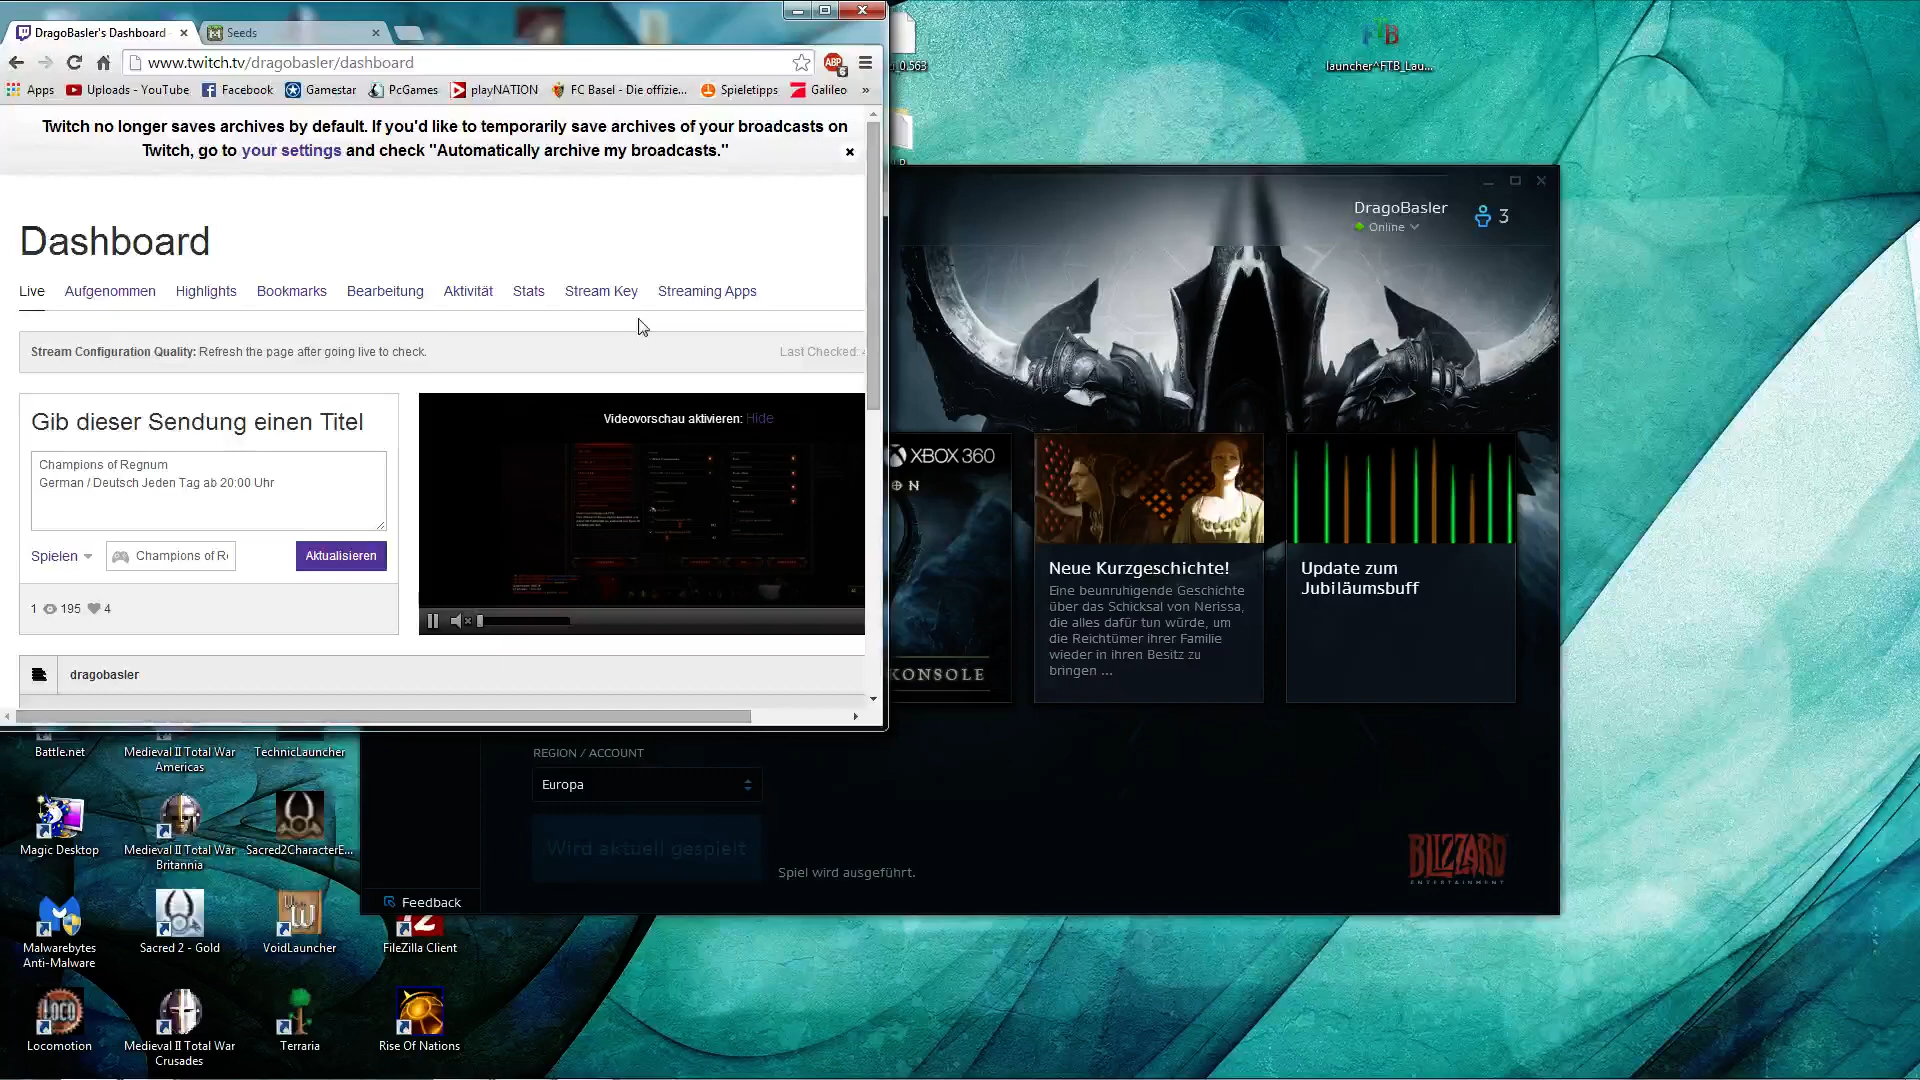 DragoBasler's Dashboard
Seeds
www.twitch.tv/dragobasler/dashboard
ABP
6
Apps
Uploads - YouTube
Facebook
Gamestar
PcGames
playNATION
FC Basel - Die offizie...
Spieletipps
Galileo
»
Twitch no longer saves archives by default. If you'd like to temporarily save archives of your broadcasts on
Twitch, go to your settings and check "Automatically archive my broadcasts."
Dashboard
Live
Aufgenommen
Highlights
Bookmarks
Bearbeitung
Aktivität
Stats
Stream Key
Streaming Apps
Stream Configuration Quality: Refresh the page after going live to check.
Last Checked:
Gib dieser Sendung einen Titel
Champions of Regnum
German / Deutsch Jeden Tag ab 20:00 Uhr
Spielen
Champions of R
Aktualisieren
1 195 4
Videovorschau aktivieren: Hide
dragobasler
_0.563
launcher^FTB_Lau...
DragoBasler
Online
3
XBOX 360
ON
KONSOLE
Neue Kurzgeschichte!
Eine beunruhigende Geschichte
über das Schicksal von Nerissa,
die alles dafür tun würde, um
die Reichtümer ihrer Familie
wieder in ihren Besitz zu
bringen ...
Update zum
Jubiläumsbuff
REGION / ACCOUNT
Europa
Wird aktuell gespielt
Spiel wird ausgeführt.
BLIZZARD
ENTERTAINMENT
Feedback
Battle.net
Medieval II Total War
Americas
TechnicLauncher
Magic Desktop
Medieval II Total War
Britannia
Sacred2CharacterE...
Malwarebytes
Anti-Malware
Sacred 2 - Gold
VoidLauncher
FileZilla Client
LOCO
Locomotion
Medieval II Total War
Crusades
Terraria
Rise Of Nations